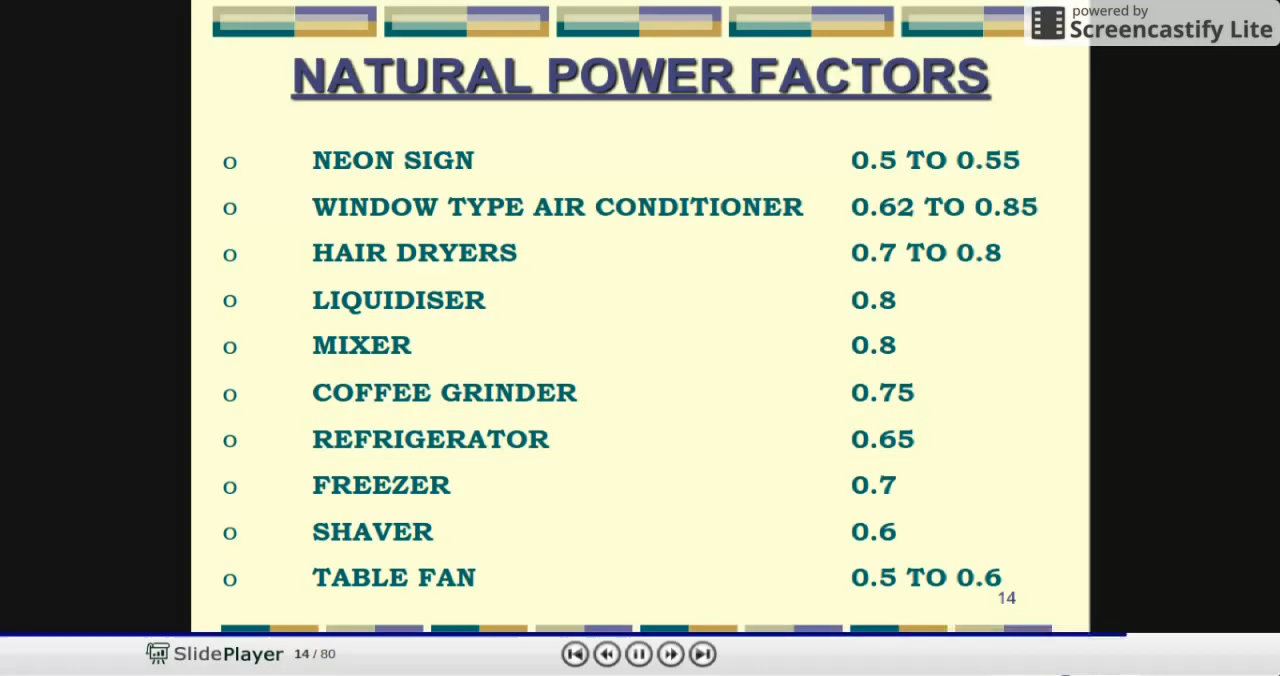 powered by
Screencastify Lite
NATURAL POWER FACTORS
o NEON SIGN 0.5 TO 0.55
o WINDOW TYPE AIR CONDITIONER 0.62 TO 0.85
o HAIR DRYERS 0.7 TO 0.8
o LIQUIDISER 0.8
o MIXER 0.8
o COFFEE GRINDER 0.75
o REFRIGERATOR 0.65
o FREEZER 0.7
o SHAVER 0.6
o TABLE FAN 0.5 TO 0.6
14
SlidePlayer 14 / 80